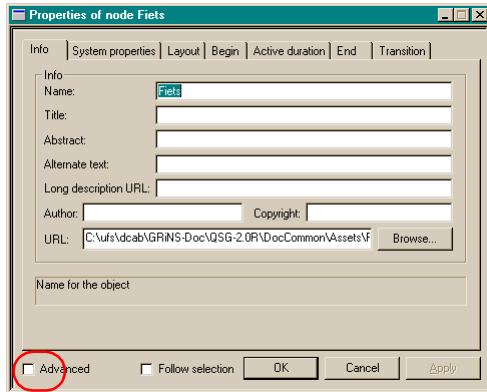 Properties of node Fiets
Info System properties Layout Begin Active duration End Transition
Info
Name: Fiets
Title:
Abstract:
Alternate text:
Long description URL:
Author: Copyright:
URL: C:\ufs\dcab\GRiNS-Doc\QSG-2.0R\DocCommon\Assets\F Browse...
Name for the object
Advanced Follow selection OK Cancel Apply